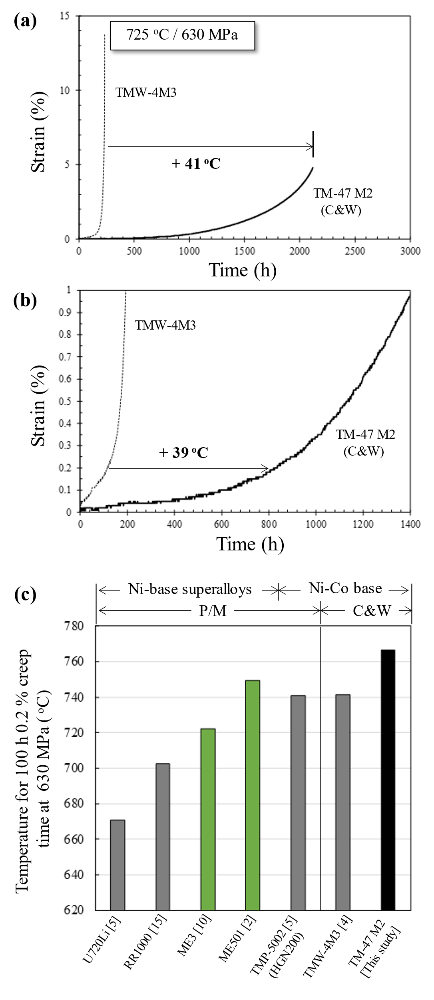 (a)
15
10
5
0
Strain (%)
725 °C / 630 MPa
TMW-4M3
+ 41 °C
TM-47 M2
(C&W)
0 500 1000 1500 2000 2500 3000
Time (h)
(b)
1
0.9
0.8
0.7
0.6
0.5
0.4
0.3
0.2
0.1
0
Strain (%)
TMW-4M3
+ 39 °C
TM-47 M2
(C&W)
0 200 400 600 800 1000 1200 1400
Time (h)
(c)
Ni-base superalloys Ni-Co base
P/M C&W
780
760
740
720
700
680
660
640
620
Temperature for 100 h 0.2 % creep
time at 630 MPa ( °C)
U720Li [5]
RR1000 [15]
ME3 [10]
ME501 [2]
TMP-5002 [5]
(HGN200)
TMW-4M3 [4]
TM-47 M2
[This study]